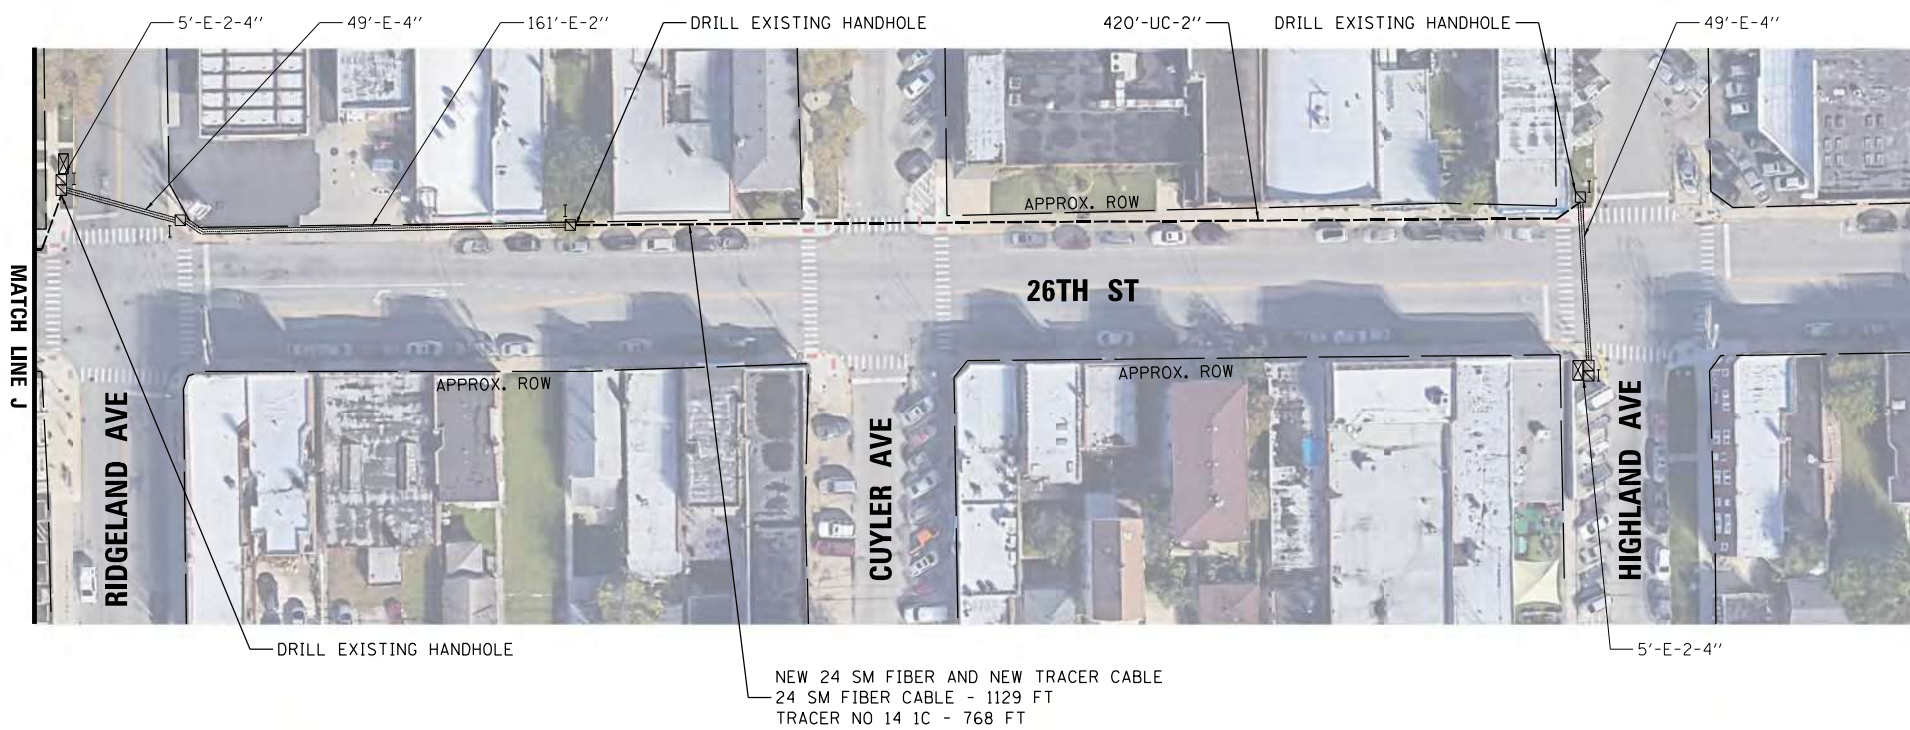 5'-E-2-4"
49'-E-4"
161'-E-2"
DRILL EXISTING HANDHOLE
420'-UC-2"
DRILL EXISTING HANDHOLE
49'-E-4"
I
I
I
I
I
APPROX. ROW
26TH ST
MATCH LINE J
APPROX. ROW
APPROX. ROW
RIDGELAND AVE
CUYLER AVE
HIGHLAND AVE
DRILL EXISTING HANDHOLE
5'-E-2-4"
NEW 24 SM FIBER AND NEW TRACER CABLE
24 SM FIBER CABLE - 1129 FT
TRACER NO 14 1C - 768 FT